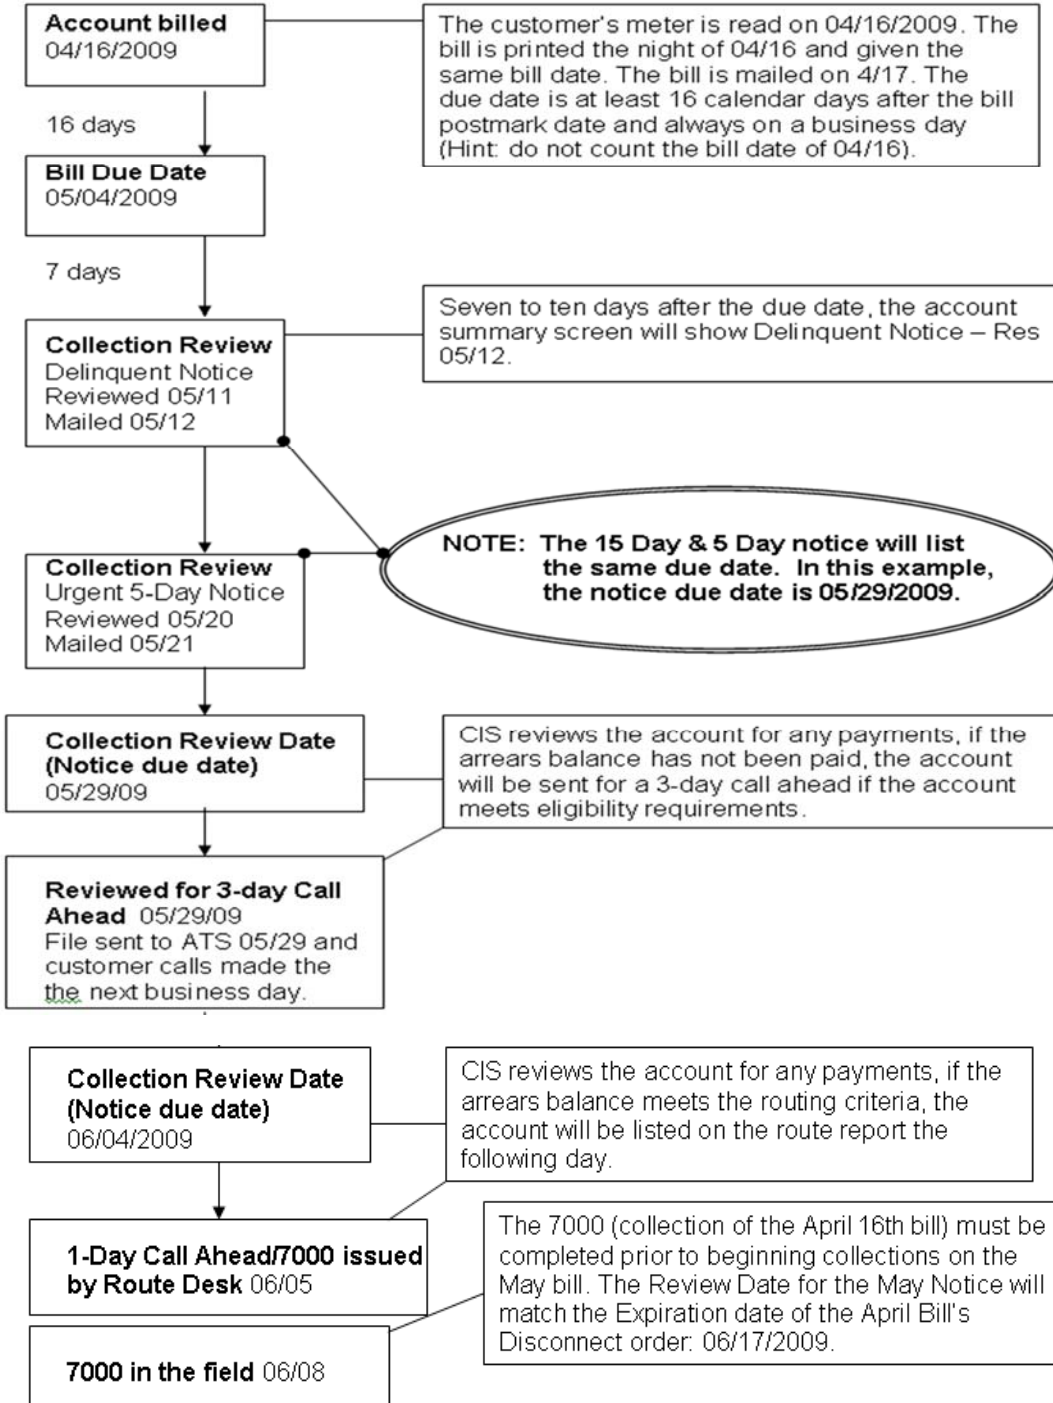 Account billed
04/16/2009
The customer's meter is read on 04/16/2009. The
bill is printed the night of 04/16 and given the
same bill date. The bill is mailed on 4/17. The
due date is at least 16 calendar days after the bill
postmark date and always on a business day
(Hint: do not count the bill date of 04/16).
16 days
Bill Due Date
05/04/2009
7 days
Seven to ten days after the due date, the account
summary screen will show Delinquent Notice – Res
05/12.
Collection Review
Delinquent Notice
Reviewed 05/11
Mailed 05/12
NOTE: The 15 Day & 5 Day notice will list
the same due date. In this example,
the notice due date is 05/29/2009.
Collection Review
Urgent 5-Day Notice
Reviewed 05/20
Mailed 05/21
Collection Review Date
(Notice due date)
05/29/09
CIS reviews the account for any payments, if the
arrears balance has not been paid, the account
will be sent for a 3-day call ahead if the account
meets eligibility requirements.
Reviewed for 3-day Call
Ahead 05/29/09
File sent to ATS 05/29 and
customer calls made the
the next business day.
Collection Review Date
(Notice due date)
06/04/2009
CIS reviews the account for any payments, if the
arrears balance meets the routing criteria, the
account will be listed on the route report the
following day.
1-Day Call Ahead/7000 issued
by Route Desk 06/05
The 7000 (collection of the April 16th bill) must be
completed prior to beginning collections on the
May bill. The Review Date for the May Notice will
match the Expiration date of the April Bill's
Disconnect order: 06/17/2009.
7000 in the field 06/08